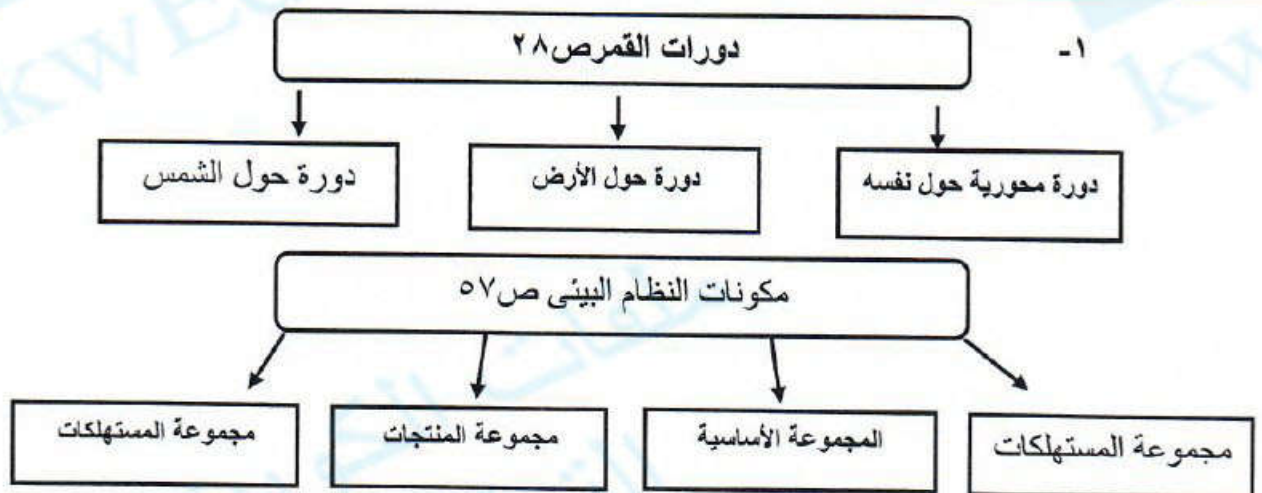 ١- دورات القمر ص٢٨
دورة محورية حول نفسه
دورة حول الأرض
دورة حول الشمس
مكونات النظام البيئى ص٥٧
مجموعة المستهلكات
المجموعة الأساسية
مجموعة المنتجات
مجموعة المستهلكات